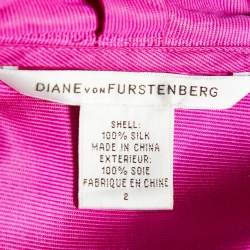 DIANE VON FURSTENBERG
SHELL:
100% SILK
MADE IN CHINA
EXTERIEUR:
100% SOIE
FABRIQUE EN CHINE
2